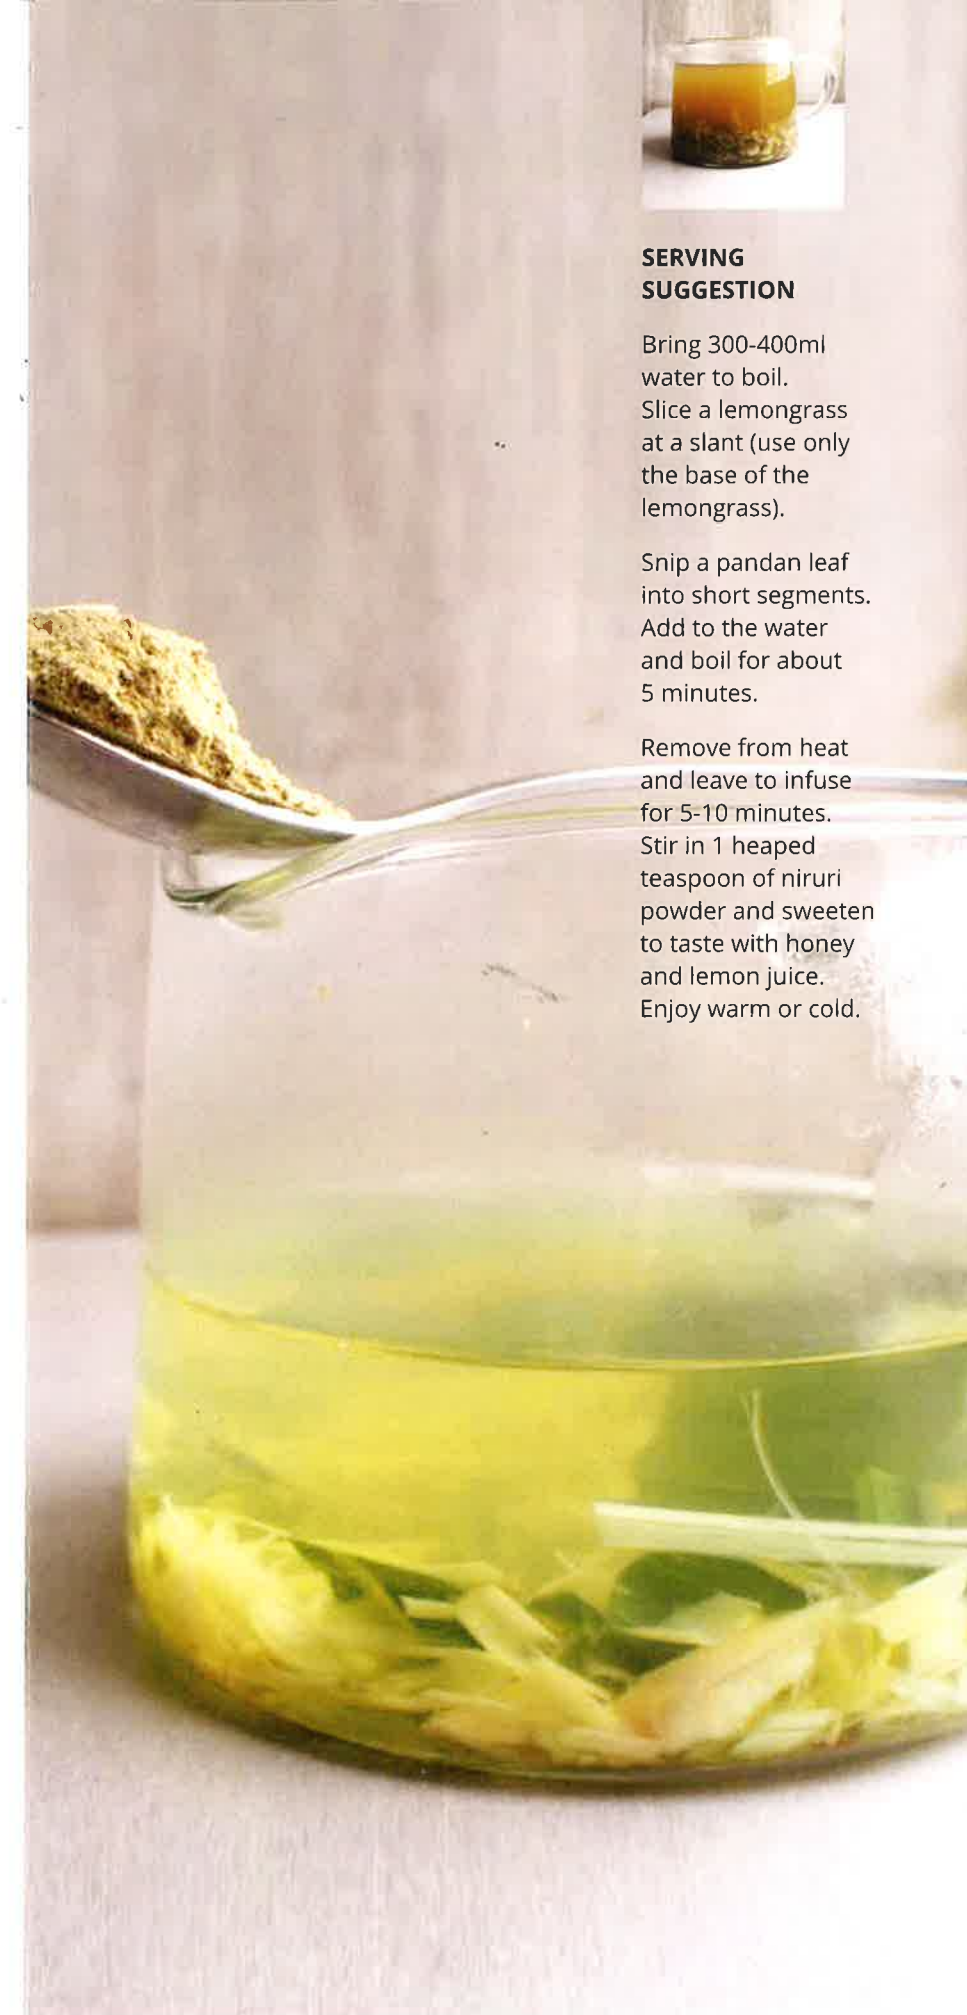 SERVING
SUGGESTION
Bring 300-400ml
water to boil.
Slice a lemongrass
at a slant (use only
the base of the
lemongrass).
Snip a pandan leaf
into short segments.
Add to the water
and boil for about
5 minutes.
Remove from heat
and leave to infuse
for 5-10 minutes.
Stir in 1 heaped
teaspoon of niruri
powder and sweeten
to taste with honey
and lemon juice.
Enjoy warm or cold.